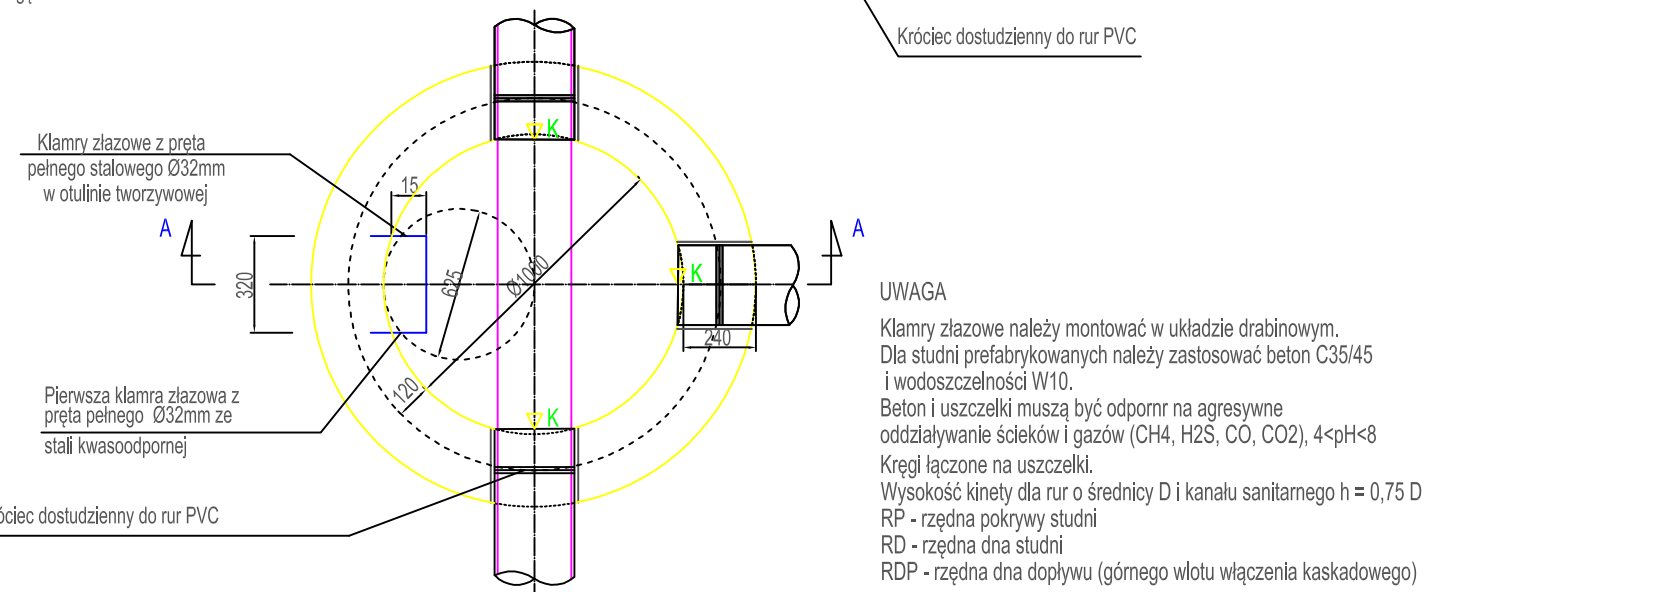 Króciec dostudzienny do rur PVC
Klamry złazowe z pręta
pełnego stalowego Ø32mm
w otulinie tworzywowej
15
A
A
320
625
Ø1000
K
K
K
240
120
Pierwsza klamra złazowa z
pręta pełnego Ø32mm ze
stali kwasoodpornej
óciec dostudzienny do rur PVC
UWAGA
Klamry złazowe należy montować w układzie drabinowym.
Dla studni prefabrykowanych należy zastosować beton C35/45
i wodoszczelności W10.
Beton i uszczelki muszą być odpornr na agresywne
oddziaływanie ścieków i gazów (CH4, H2S, CO, CO2), 4<pH<8
Kręgi łączone na uszczelki.
Wysokość kinety dla rur o średnicy D i kanału sanitarnego h = 0,75 D
RP - rzędna pokrywy studni
RD - rzędna dna studni
RDP - rzędna dna dopływu (górnego wlotu włączenia kaskadowego)